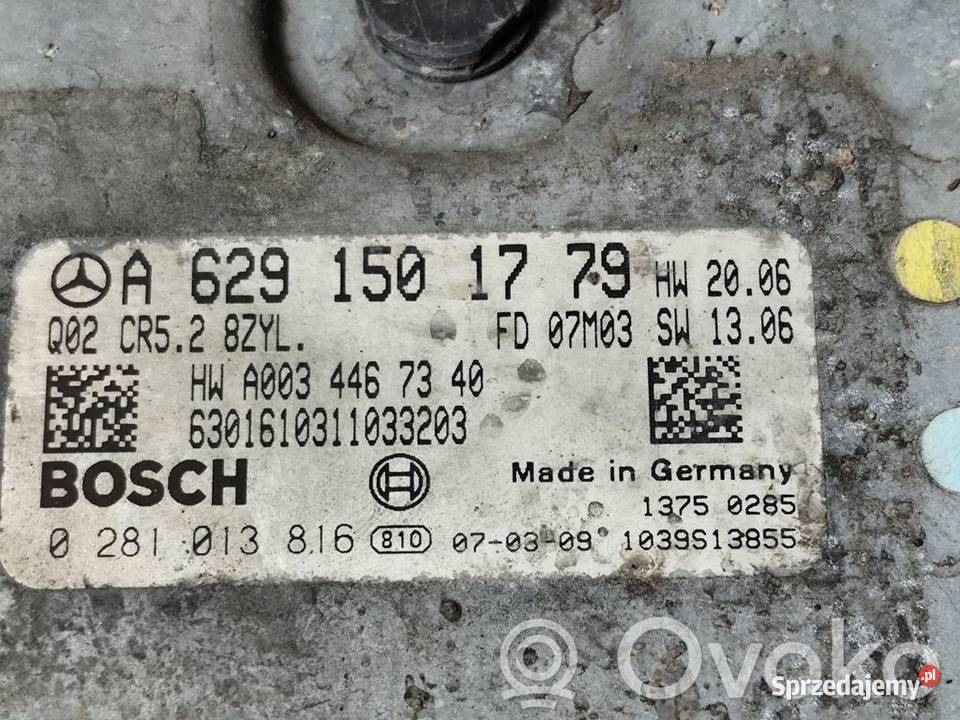 A 629 150 17 79 HW 20.06
Q02 CR5.2 8ZYL. FD 07M03 SW 13.06
HW A003 446 73 40
6301610311033203
BOSCH
Made in Germany
1375 0285
0 281 013 816 810 07-03-09 1039S13855
Ovoko
Sprzedajemy.pl